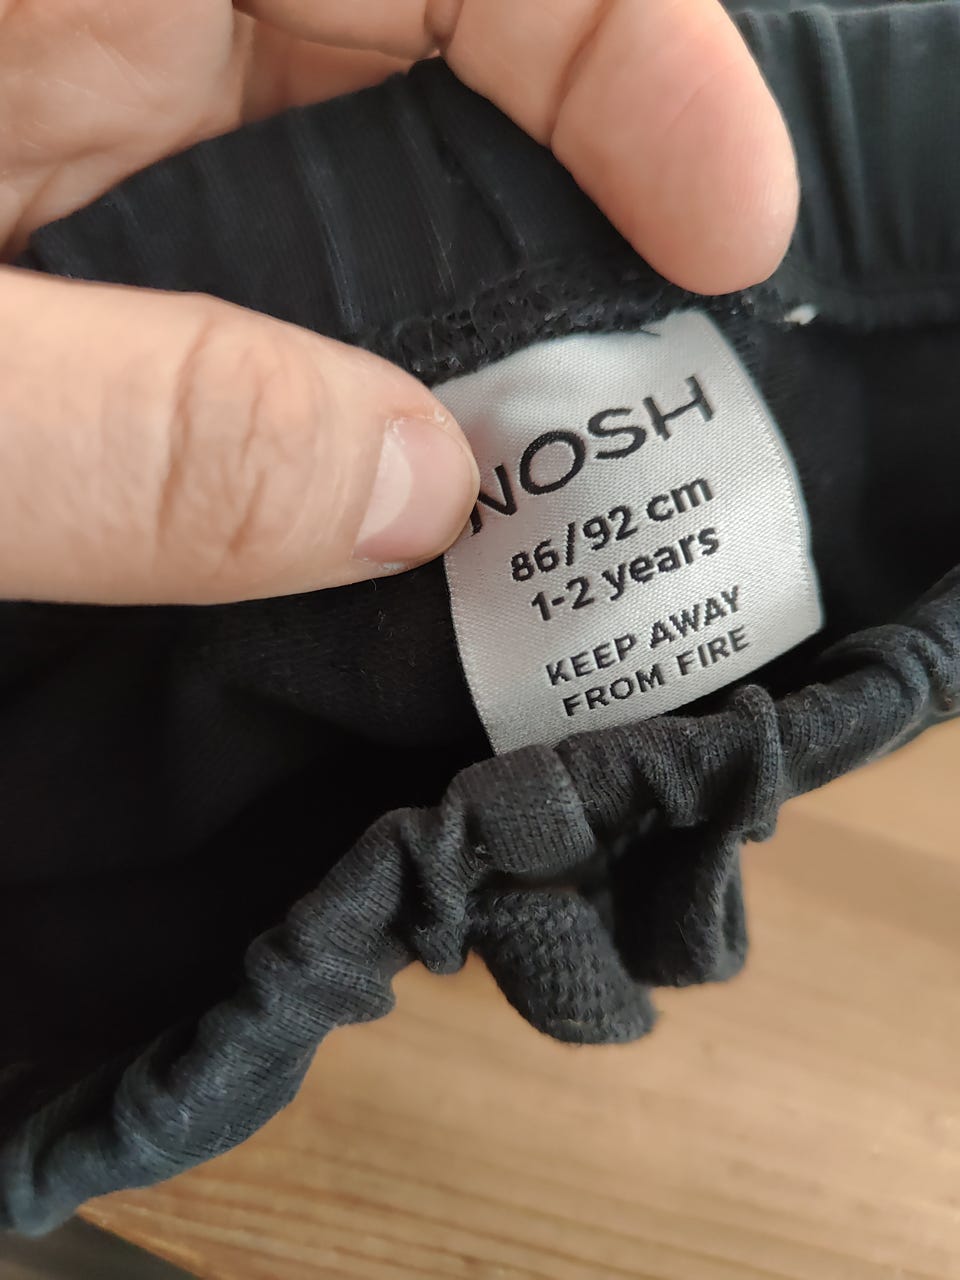 NOSH
86/92 cm
1-2 years
KEEP AWAY
FROM FIRE